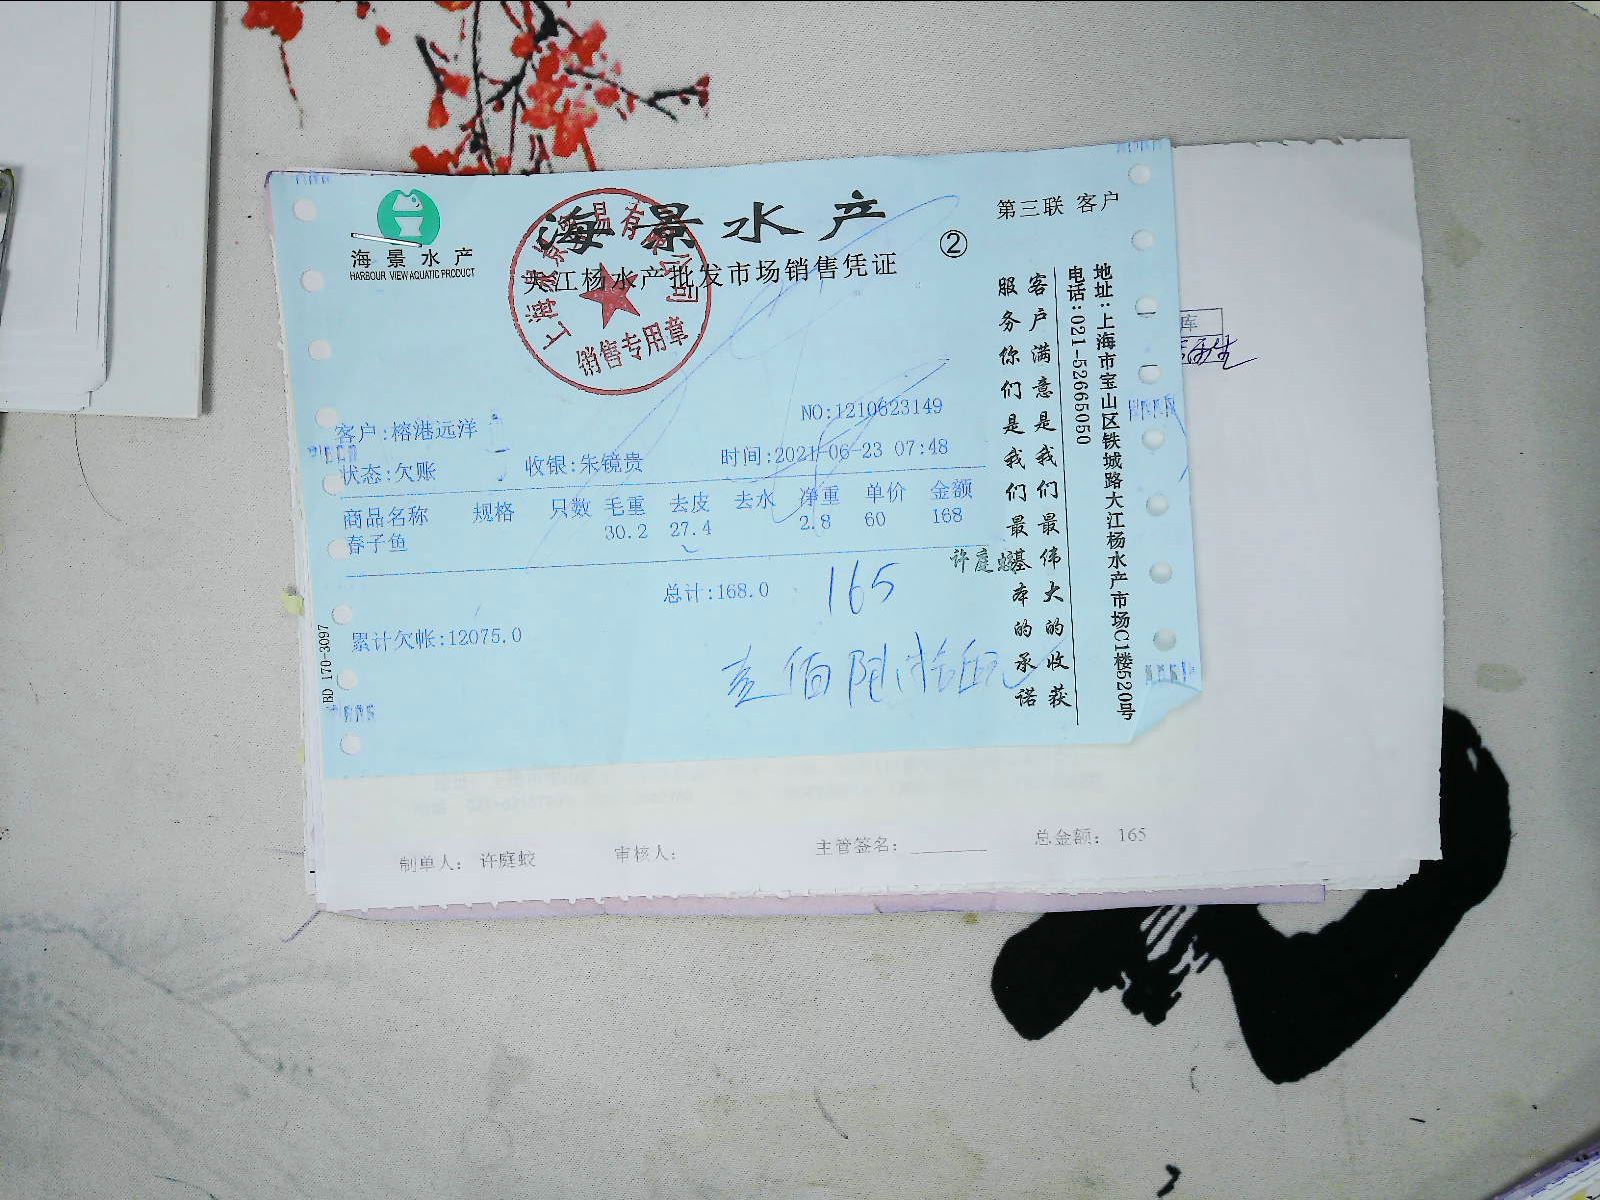 海景水产
HARBOUR VIEW AQUATIC PRODUCT
海景水产
大江杨水产批发市场销售凭证
②
第三联 客户
销售专用章
地址:上海市宝山区铁城路大江杨水产市场C1楼520号
电话:021-52265050
客户满意是我们最伟大的收获
服务你们是我们最基本的承诺
NO:1210623149
客户:榕港远洋
状态:欠账 收银:朱镜贵 时间:2021-06-23 07:48
商品名称 规格 只数 毛重 去皮 去水 净重 单价 金额
春子鱼 30.2 27.4 2.8 60 168
许庭蛟
总计:168.0 165
累计欠帐:12075.0
壹佰陆拾伍元
BD 170-3097
库
制单人: 许庭蛟 审核人: 主管签名: 总金额: 165